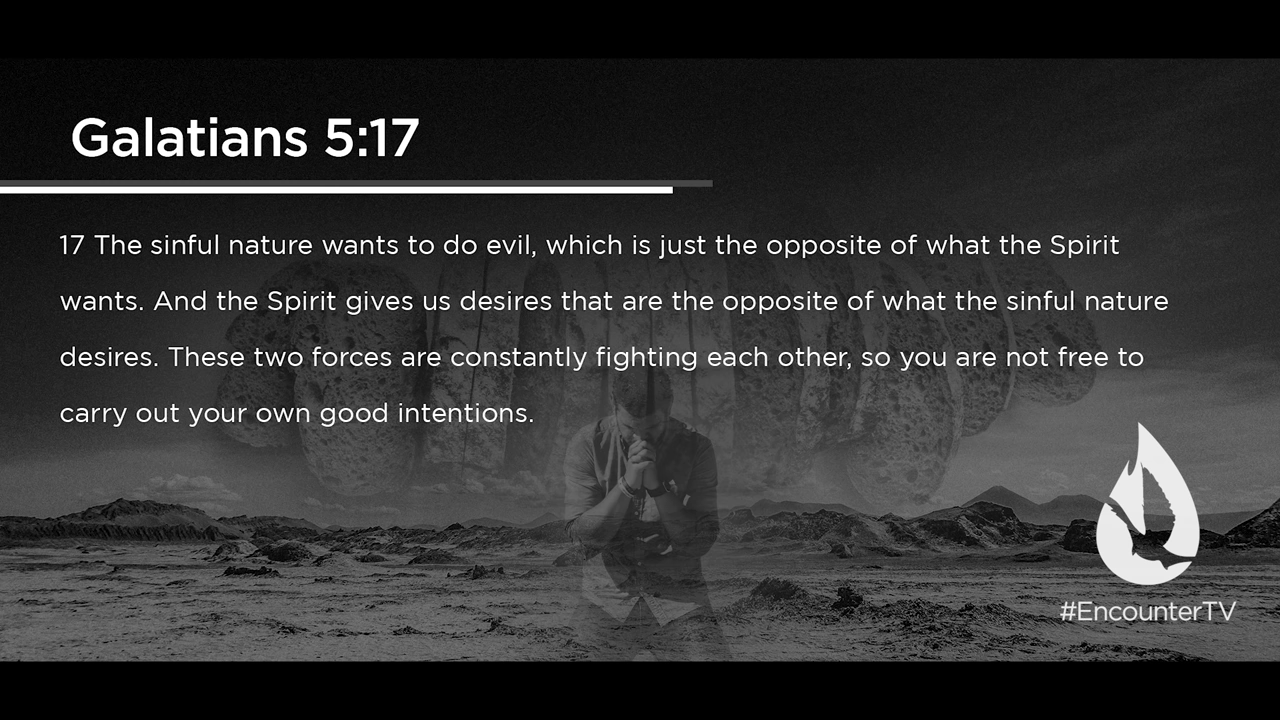 Galatians 5:17
17 The sinful nature wants to do evil, which is just the opposite of what the Spirit
wants. And the Spirit gives us desires that are the opposite of what the sinful nature
desires. These two forces are constantly fighting each other, so you are not free to
carry out your own good intentions.
#EncounterTV